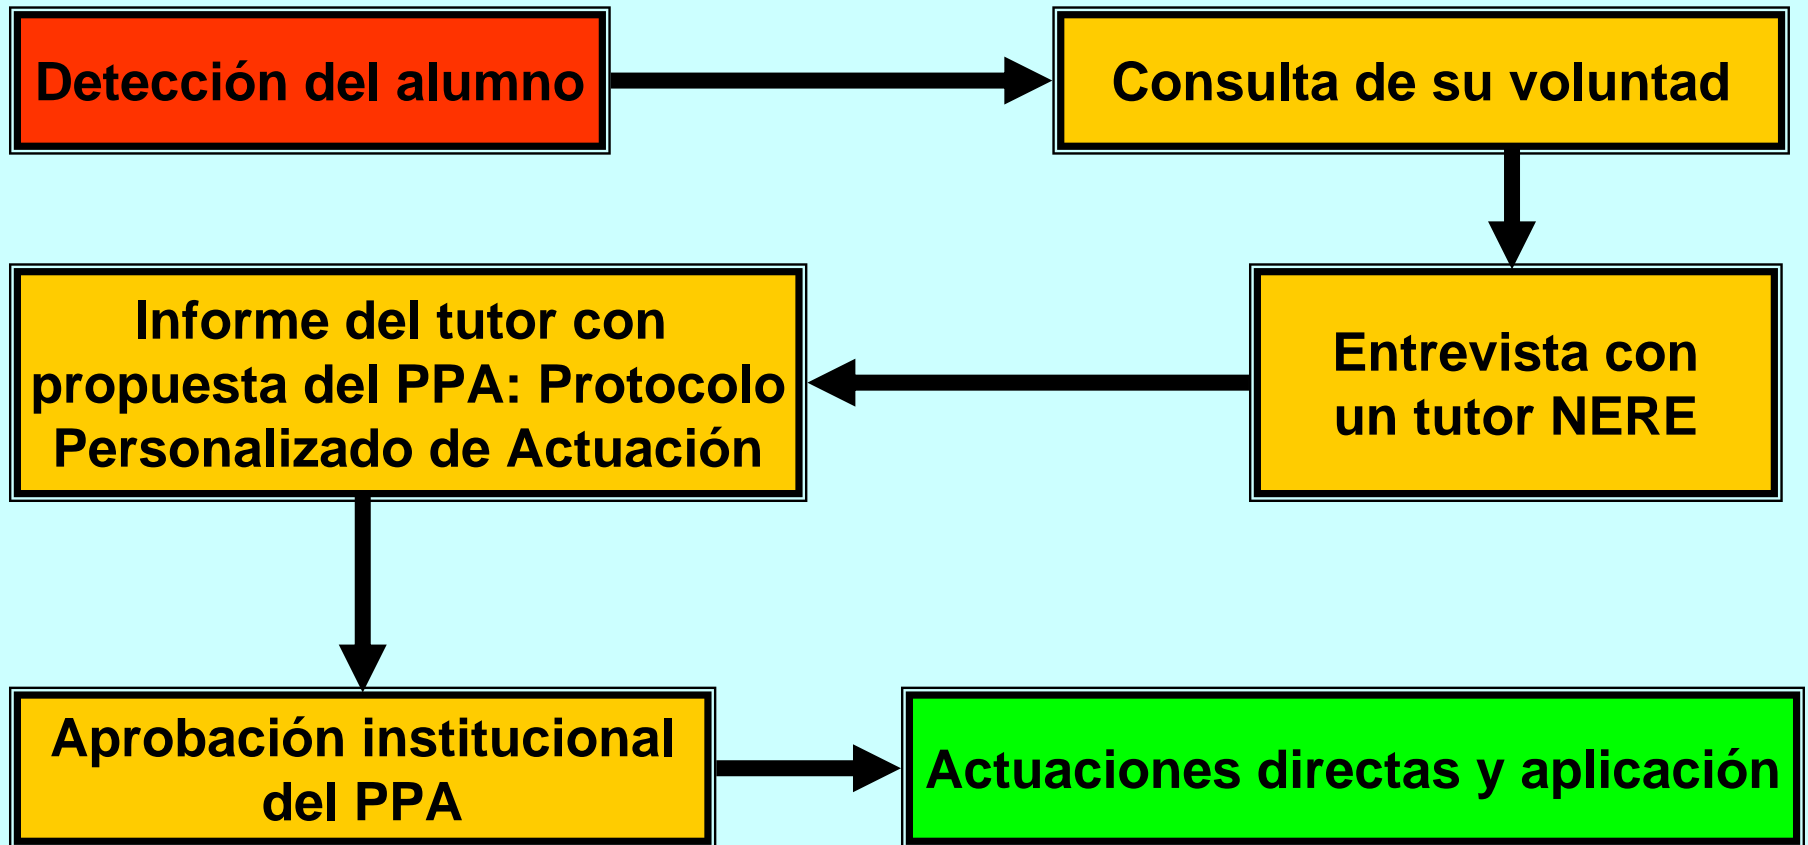 Detección del alumno
Consulta de su voluntad
Entrevista con
un tutor NERE
Informe del tutor con
propuesta del PPA: Protocolo
Personalizado de Actuación
Aprobación institucional
del PPA
Actuaciones directas y aplicación